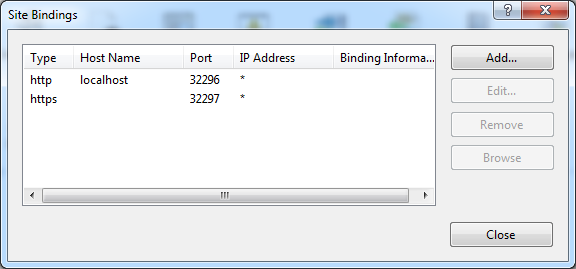 Site Bindings
Type Host Name Port IP Address Binding Informa...
http localhost 32296 *
https 32297 *
Add...
Edit...
Remove
Browse
Close